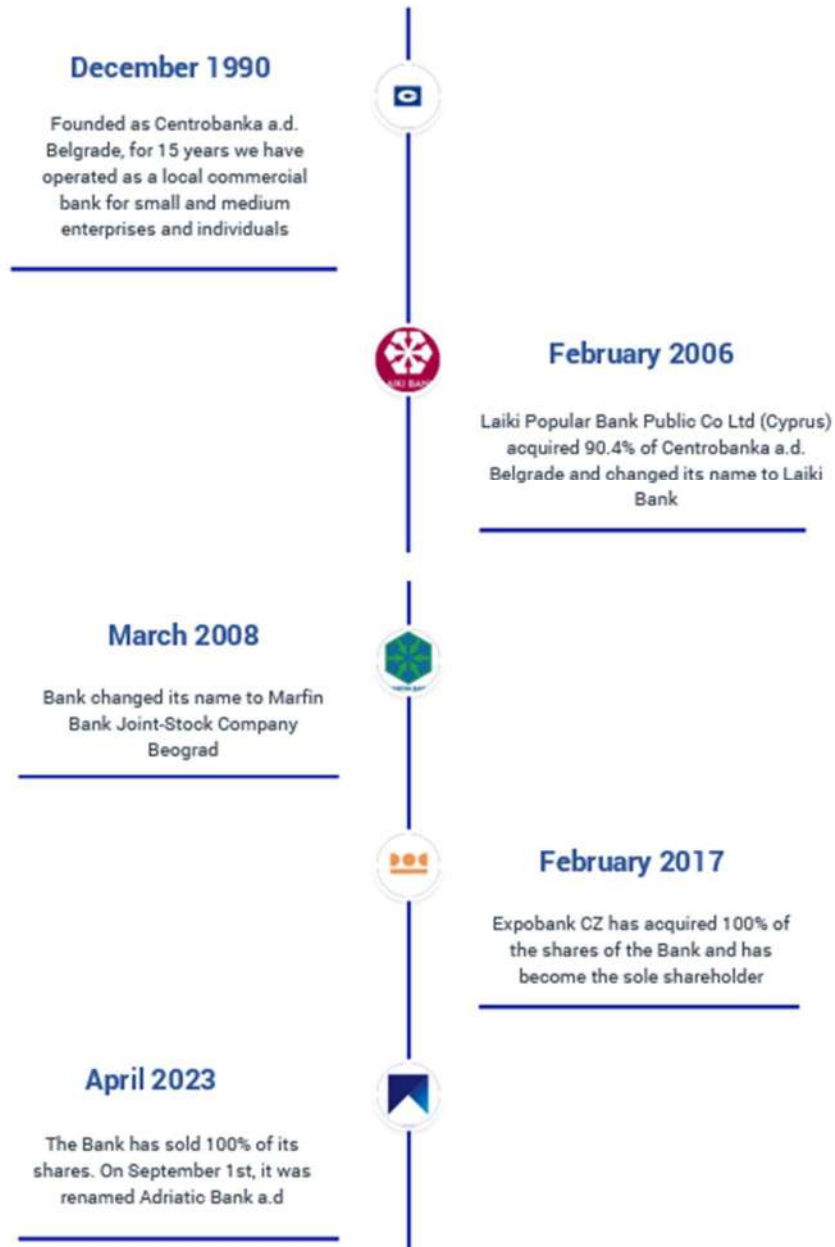 December 1990
Founded as Centrobanka a.d.
Belgrade, for 15 years we have
operated as a local commercial
bank for small and medium
enterprises and individuals
February 2006
Laiki Popular Bank Public Co Ltd (Cyprus)
acquired 90.4% of Centrobanka a.d.
Belgrade and changed its name to Laiki
Bank
March 2008
Bank changed its name to Marfin
Bank Joint-Stock Company
Beograd
February 2017
Expobank CZ has acquired 100% of
the shares of the Bank and has
become the sole shareholder
April 2023
The Bank has sold 100% of its
shares. On September 1st, it was
renamed Adriatic Bank a.d